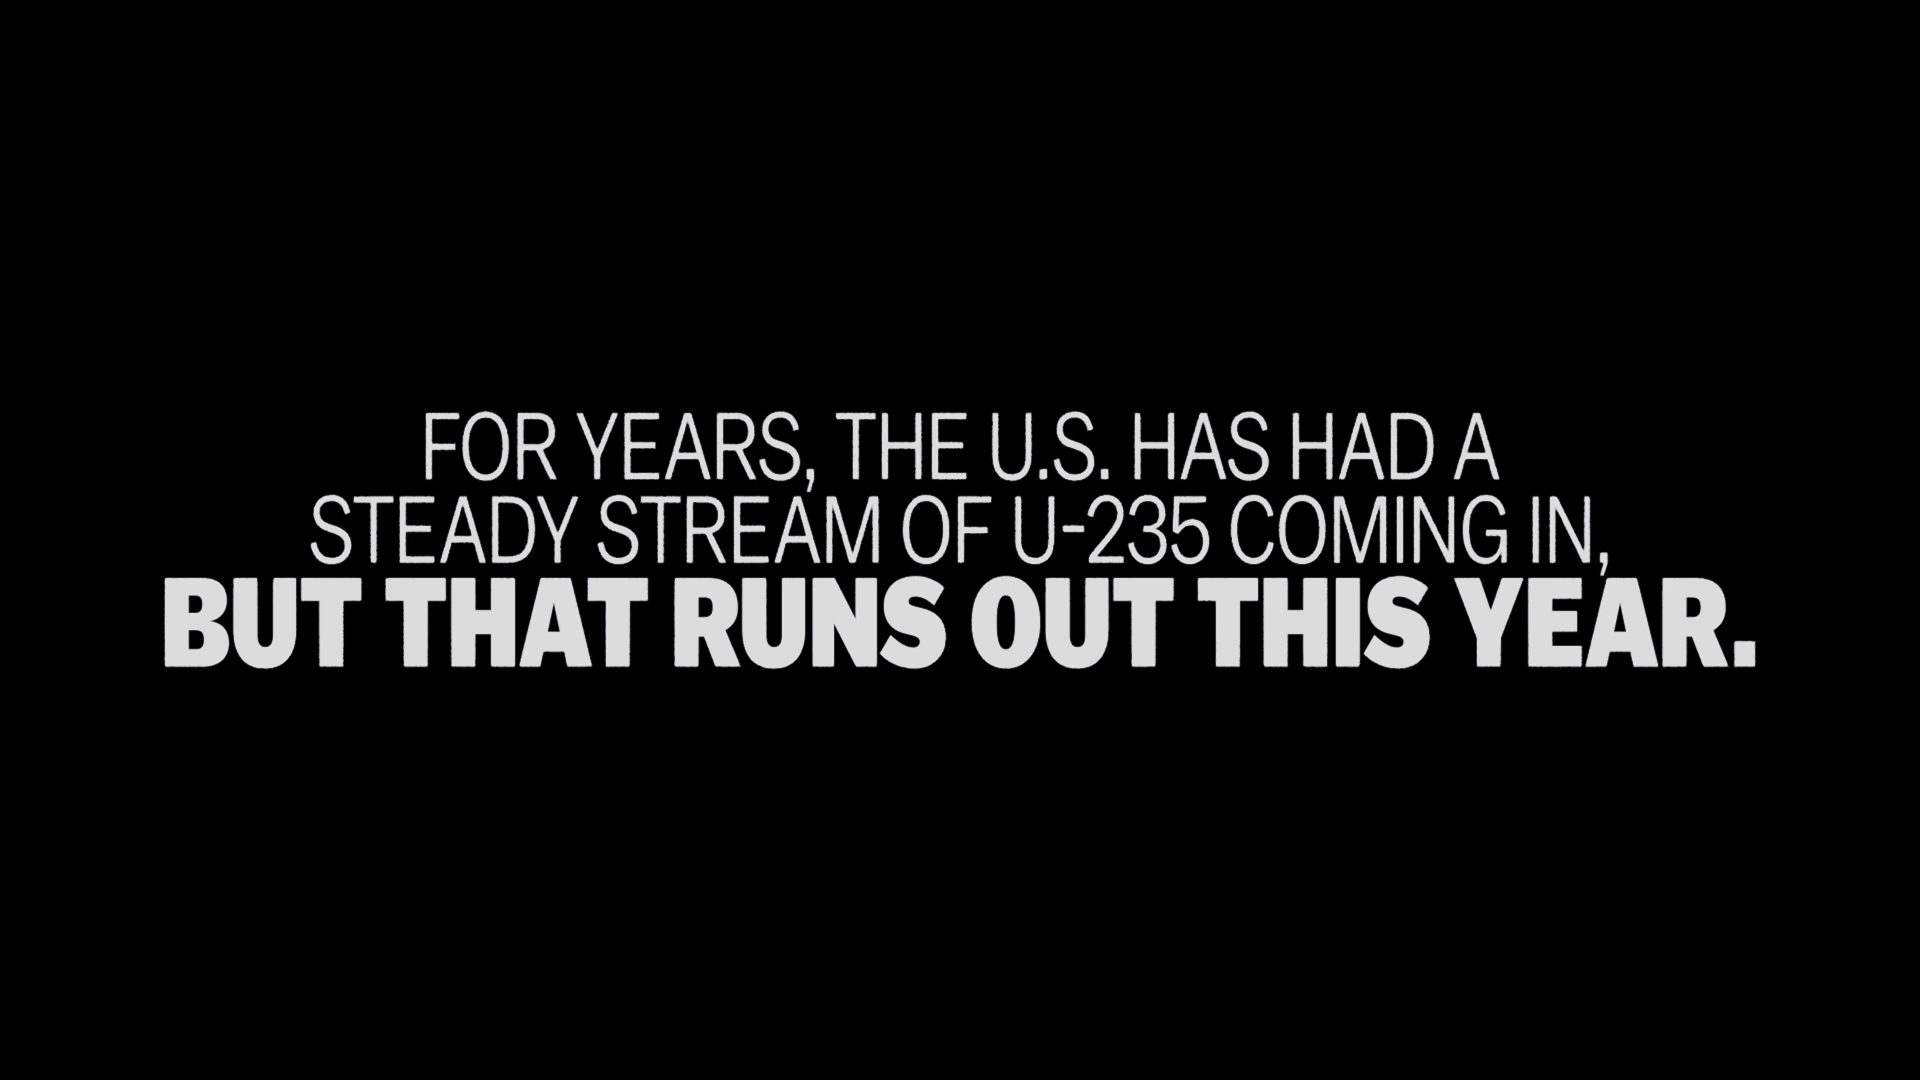 FOR YEARS, THE U.S. HAS HAD A
STEADY STREAM OF U-235 COMING IN,
BUT THAT RUNS OUT THIS YEAR.